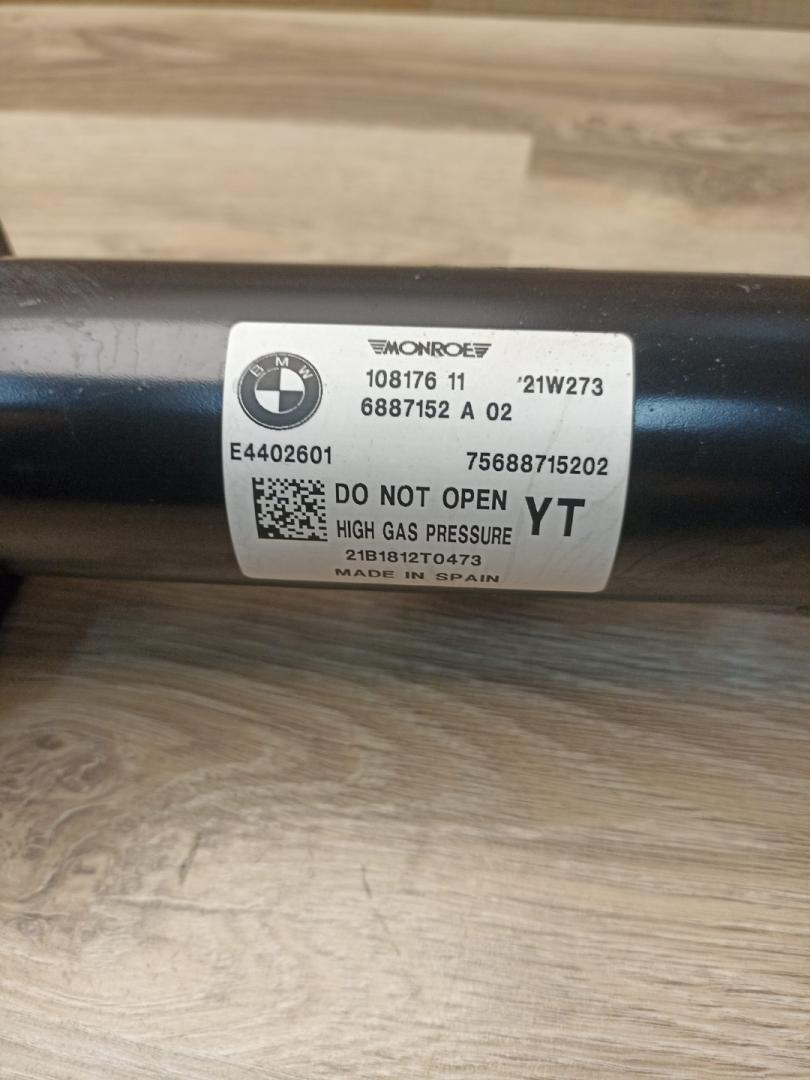 MONROE
BMW
108176 11 '21W273
6887152 A 02
E4402601 75688715202
DO NOT OPEN YT
HIGH GAS PRESSURE
21B1812T0473
MADE IN SPAIN